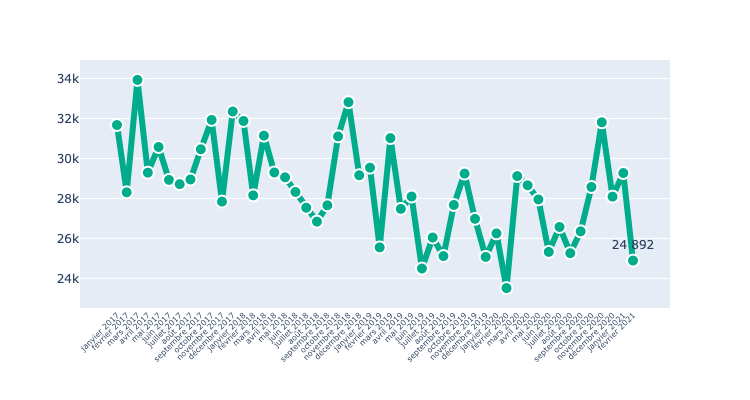 34k
32k
30k
28k
26k
24k
24 892
janvier 2017
février 2017
mars 2017
avril 2017
mai 2017
juin 2017
juillet 2017
août 2017
septembre 2017
octobre 2017
novembre 2017
décembre 2017
janvier 2018
février 2018
mars 2018
avril 2018
mai 2018
juin 2018
juillet 2018
août 2018
septembre 2018
octobre 2018
novembre 2018
décembre 2018
janvier 2019
février 2019
mars 2019
avril 2019
mai 2019
juin 2019
juillet 2019
août 2019
septembre 2019
octobre 2019
novembre 2019
décembre 2019
janvier 2020
février 2020
mars 2020
avril 2020
mai 2020
juin 2020
juillet 2020
août 2020
septembre 2020
octobre 2020
novembre 2020
décembre 2020
janvier 2021
février 2021